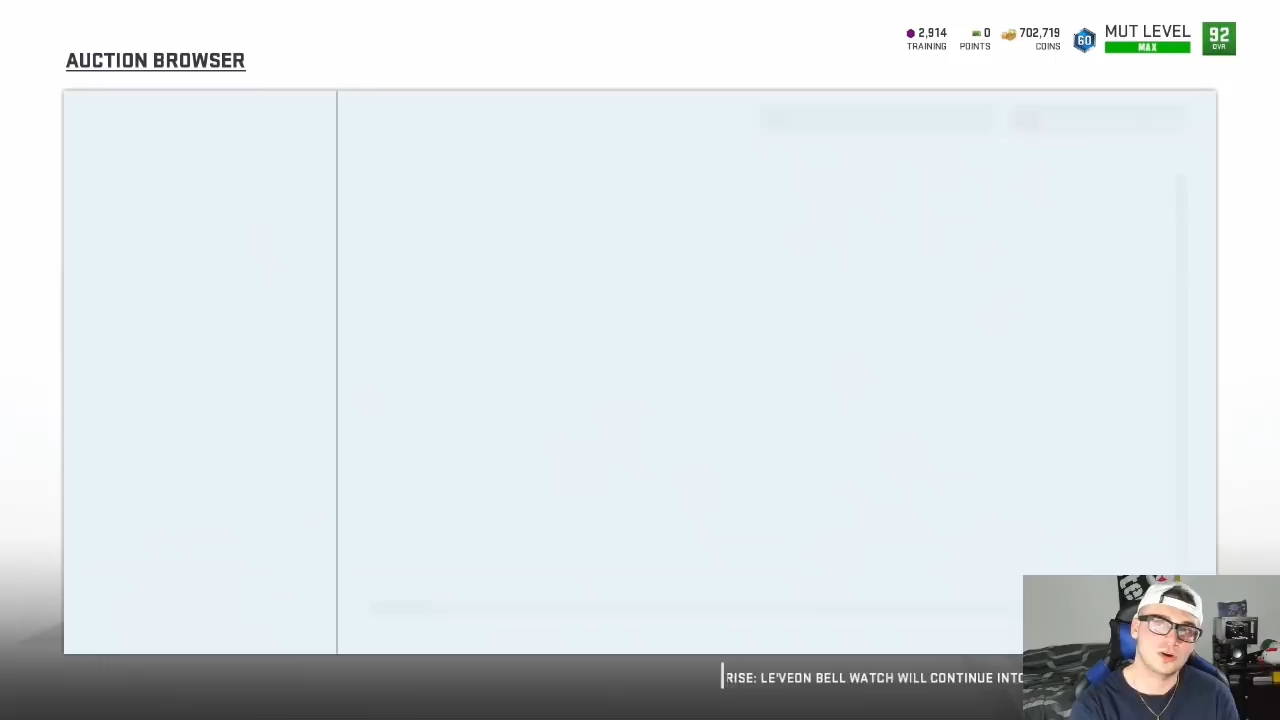 AUCTION BROWSER
2,914
TRAINING
0
POINTS
702,719
COINS
60
MUT LEVEL
MAX
92
OVR
RISE: LE'VEON BELL WATCH WILL CONTINUE INTO